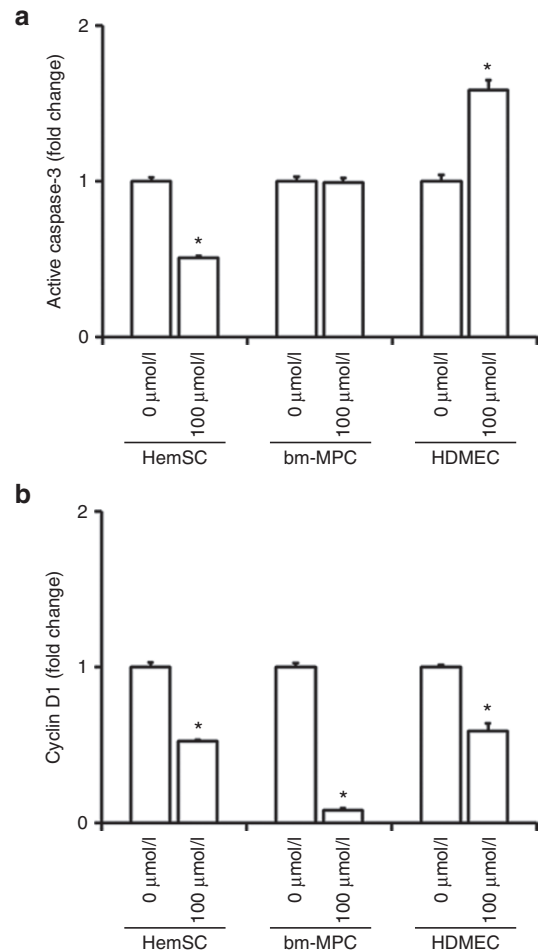 a
Active caspase-3 (fold change)
2
1
0
*
*
0 μmol/l
100 μmol/l
0 μmol/l
100 μmol/l
0 μmol/l
100 μmol/l
HemSC
bm-MPC
HDMEC
b
Cyclin D1 (fold change)
2
1
0
*
*
*
0 μmol/l
100 μmol/l
0 μmol/l
100 μmol/l
0 μmol/l
100 μmol/l
HemSC
bm-MPC
HDMEC